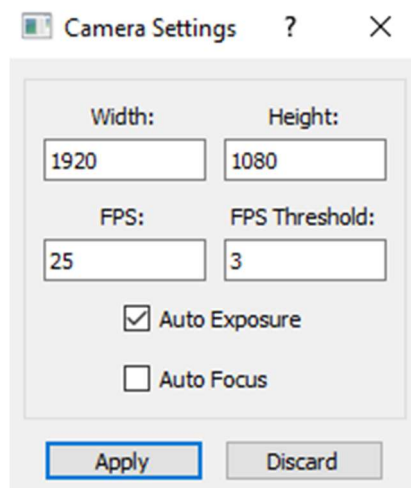 Camera Settings ?
Width: Height:
1920 1080
FPS: FPS Threshold:
25 3
Auto Exposure
Auto Focus
Apply Discard